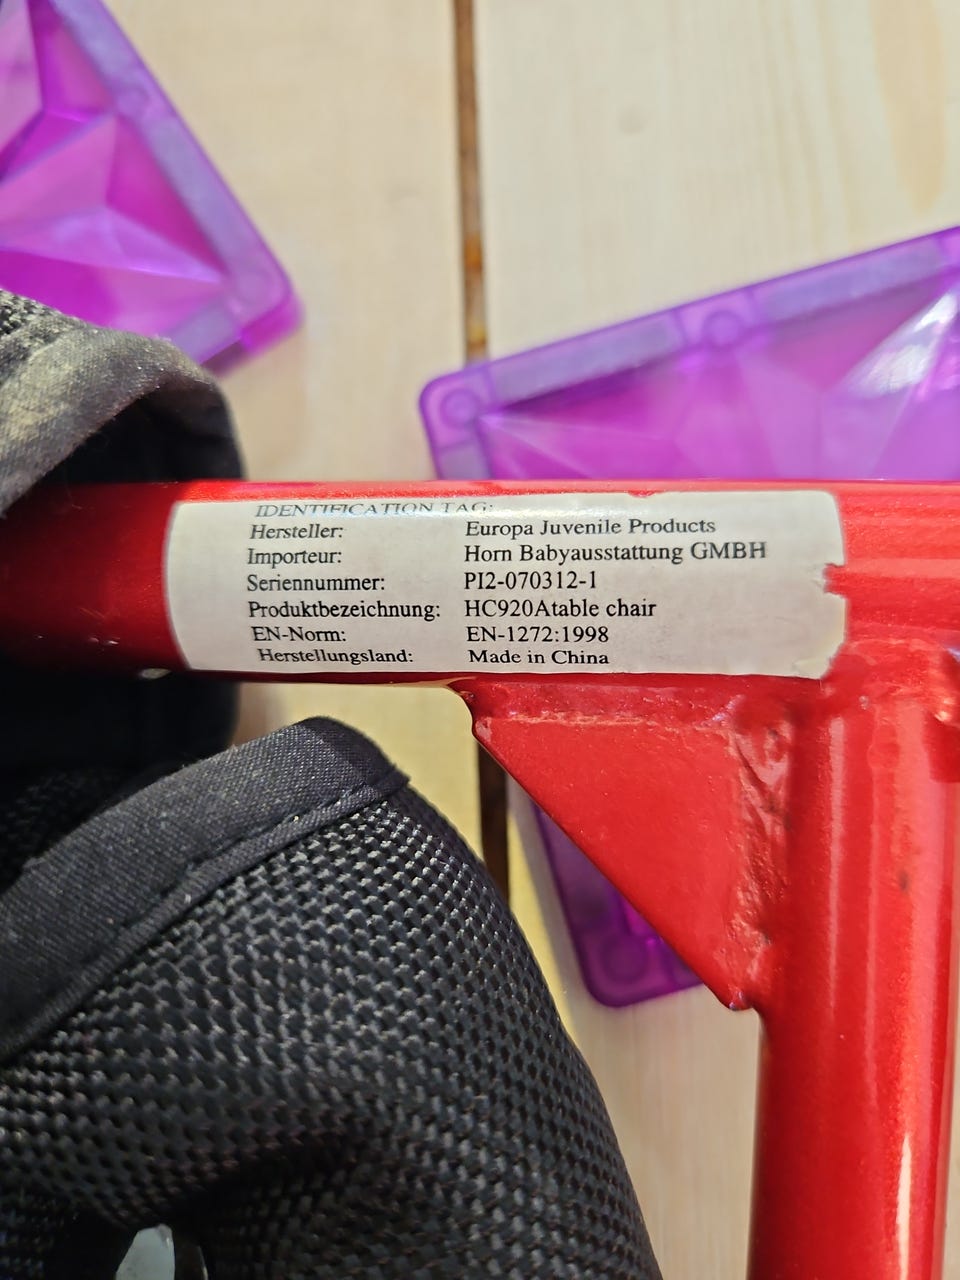 IDENTIFICATION TAG:
Hersteller: Europa Juvenile Products
Importeur: Horn Babyausstattung GMBH
Seriennummer: PI2-070312-1
Produktbezeichnung: HC920Atable chair
EN-Norm: EN-1272:1998
Herstellungsland: Made in China